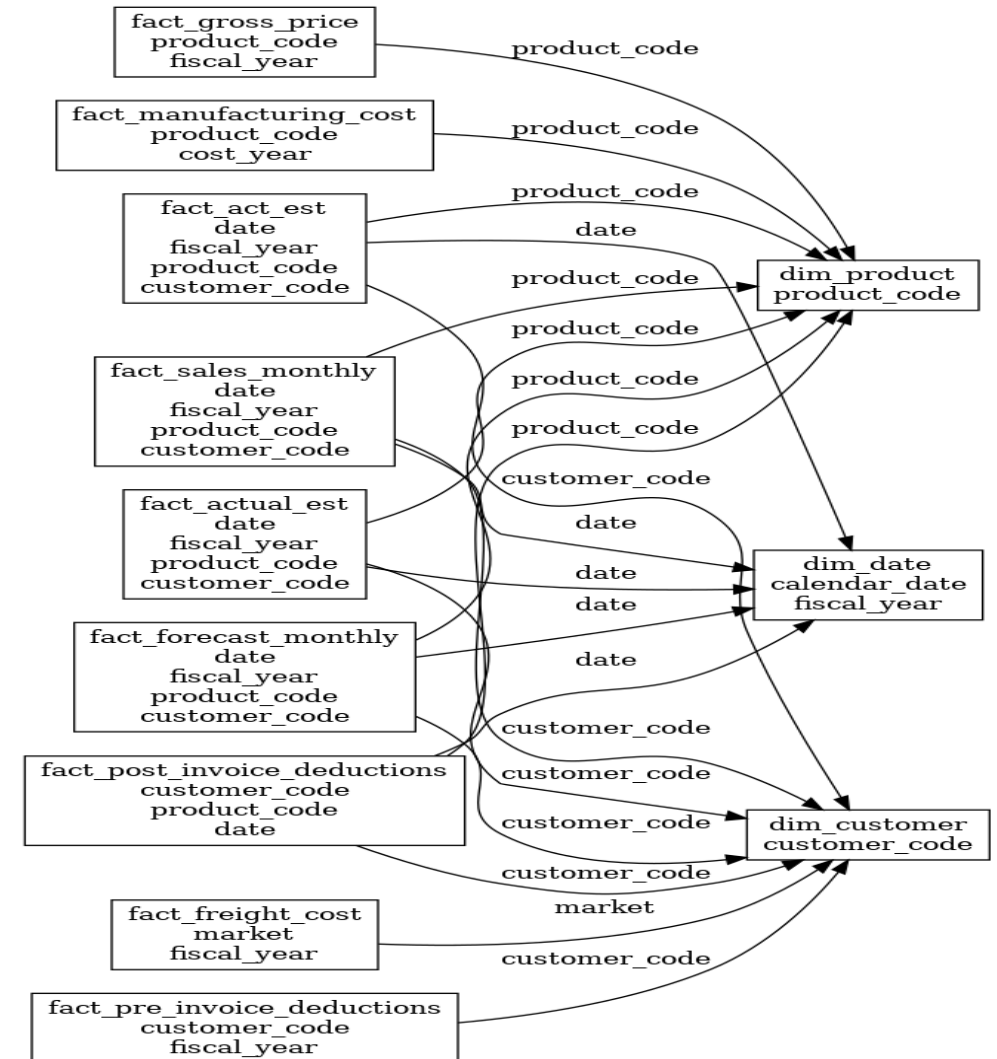 fact_gross_price
product_code
fiscal_year
product_code
fact_manufacturing_cost
product_code
cost_year
product_code
fact_act_est
date
fiscal_year
product_code
customer_code
product_code
date
dim_product
product_code
product_code
product_code
product_code
product_code
fact_sales_monthly
date
fiscal_year
product_code
customer_code
customer_code
date
fact_actual_est
date
fiscal_year
product_code
customer_code
date
date
date
dim_date
calendar_date
fiscal_year
fact_forecast_monthly
date
fiscal_year
product_code
customer_code
customer_code
customer_code
customer_code
customer_code
fact_post_invoice_deductions
customer_code
product_code
date
dim_customer
customer_code
market
fact_freight_cost
market
fiscal_year
customer_code
fact_pre_invoice_deductions
customer_code
fiscal_year